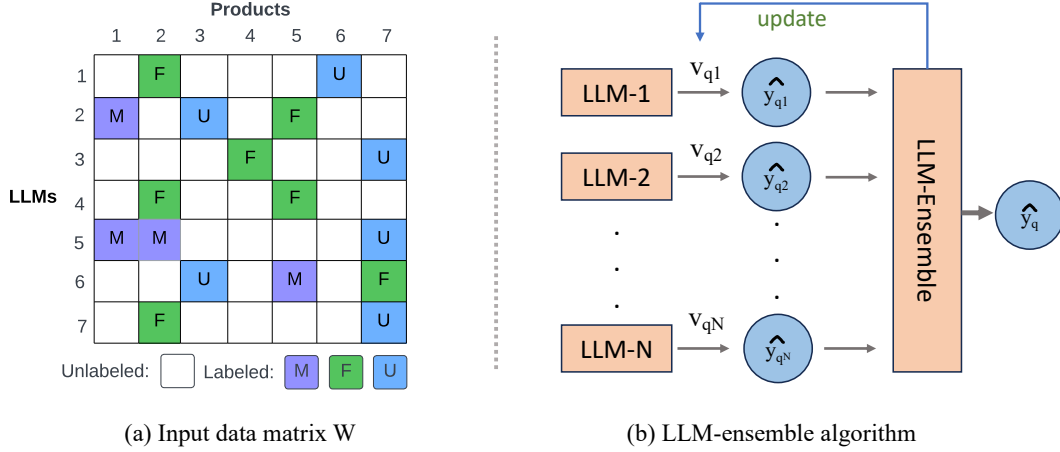 Products
1 2 3 4 5 6 7
1 F U
2 M U F
3 F U
LLMs
4 F F
5 M M U
6 U M F
7 F U
Unlabeled: Labeled: M F U
(a) Input data matrix W
update
LLM-1 v_q1 ŷ_q1
LLM-2 v_q2 ŷ_q2
. .
. .
. .
LLM-N v_qN ŷ_qN
LLM-Ensemble
ŷ_q
(b) LLM-ensemble algorithm